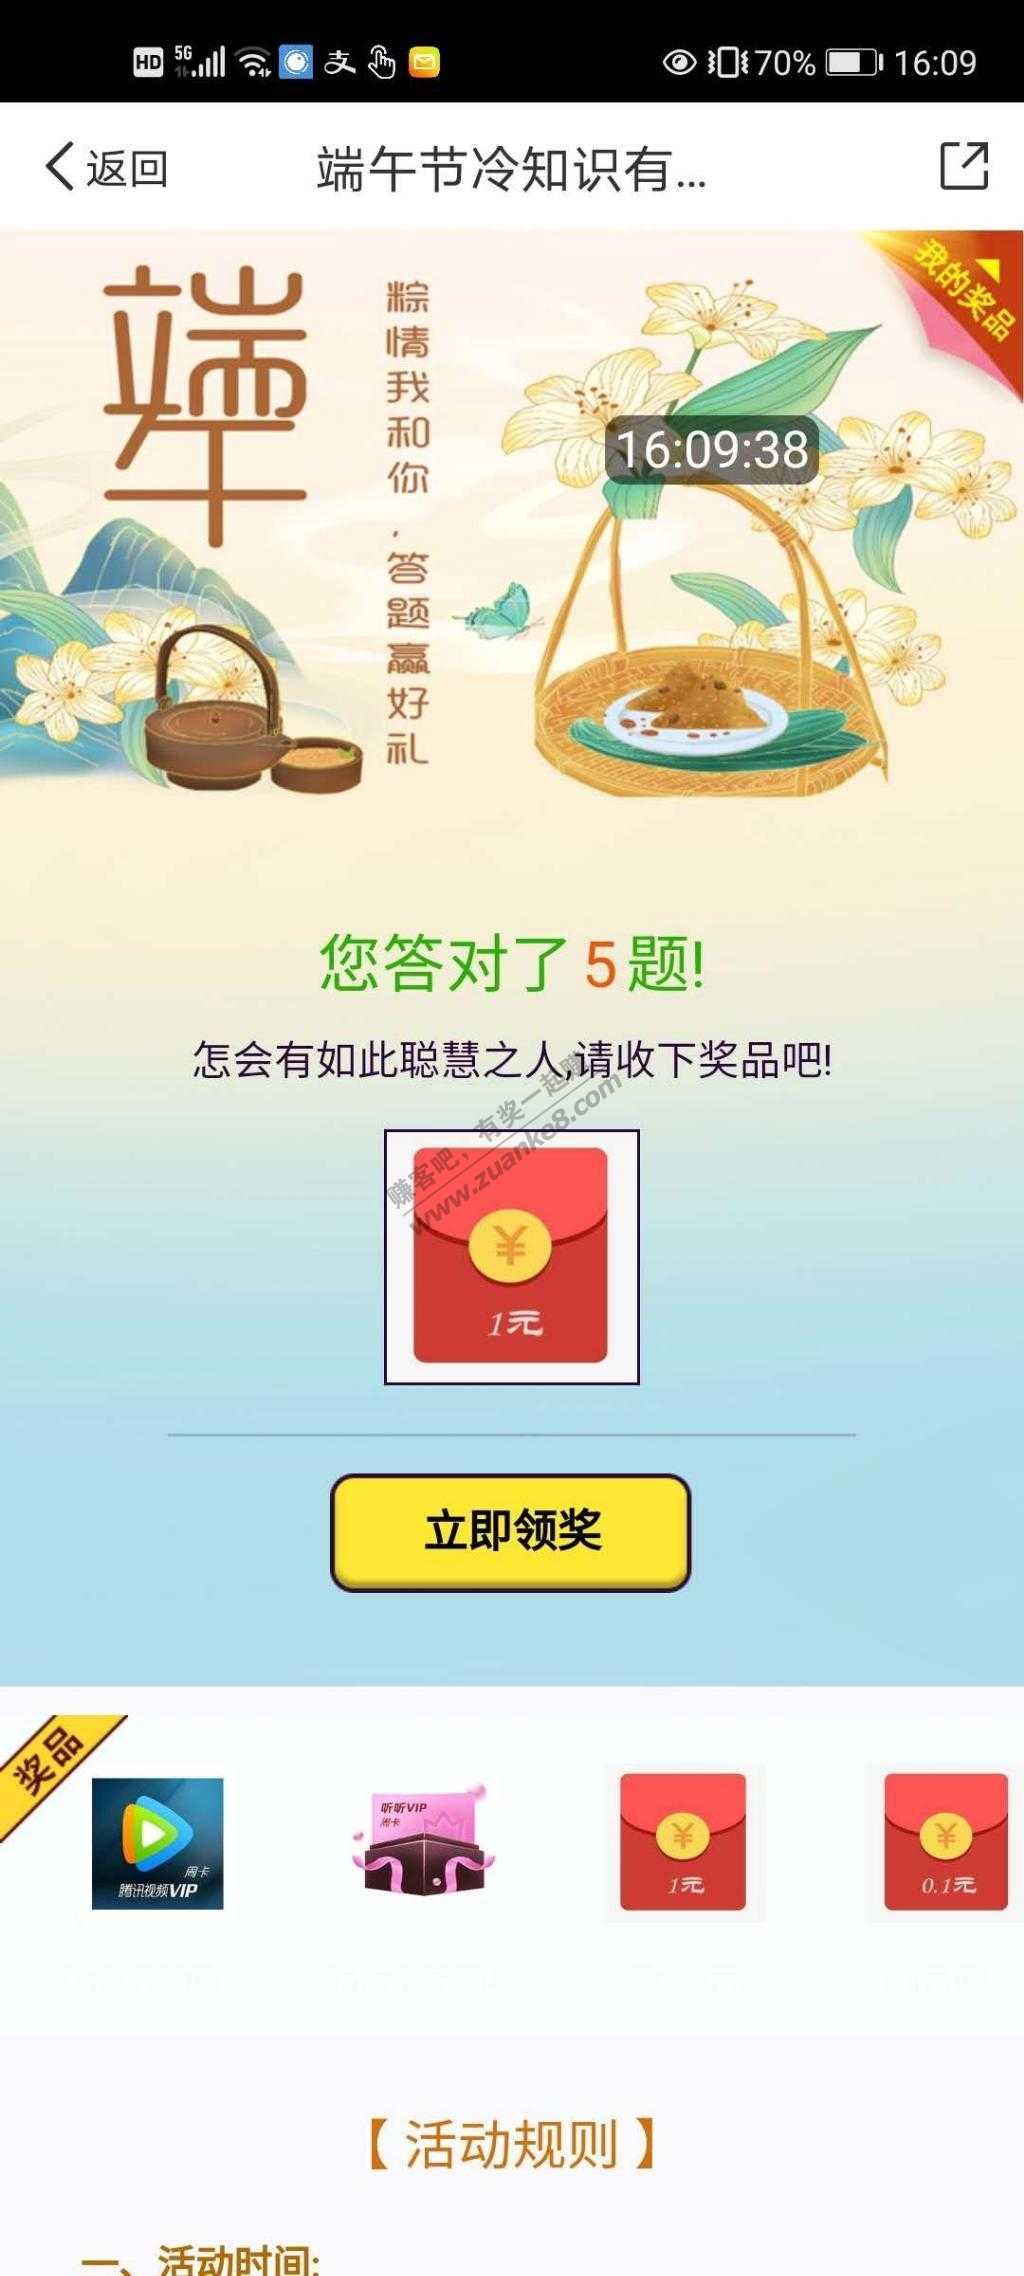 HD 5G 支 70% 16:09
返回 端午节冷知识有...
我的奖品
端午
粽情我和你,答题赢好礼
16:09:38
您答对了5题!
怎会有如此聪慧之人,请收下奖品吧!
赚客吧，有奖一起赚
www.zuanke8.com
¥
1元
立即领奖
奖品
周卡
腾讯视频VIP
听听VIP
周卡
¥
1元
¥
0.1元
【活动规则】
一、活动时间: